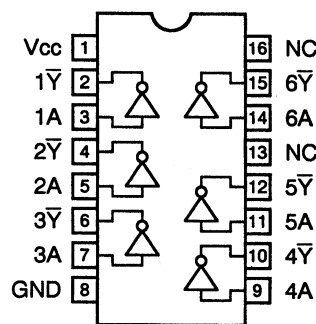 Vcc 1 16 NC
1Y̅ 2 15 6Y̅
1A 3 14 6A
2Y̅ 4 13 NC
2A 5 12 5Y̅
3Y̅ 6 11 5A
3A 7 10 4Y̅
GND 8 9 4A